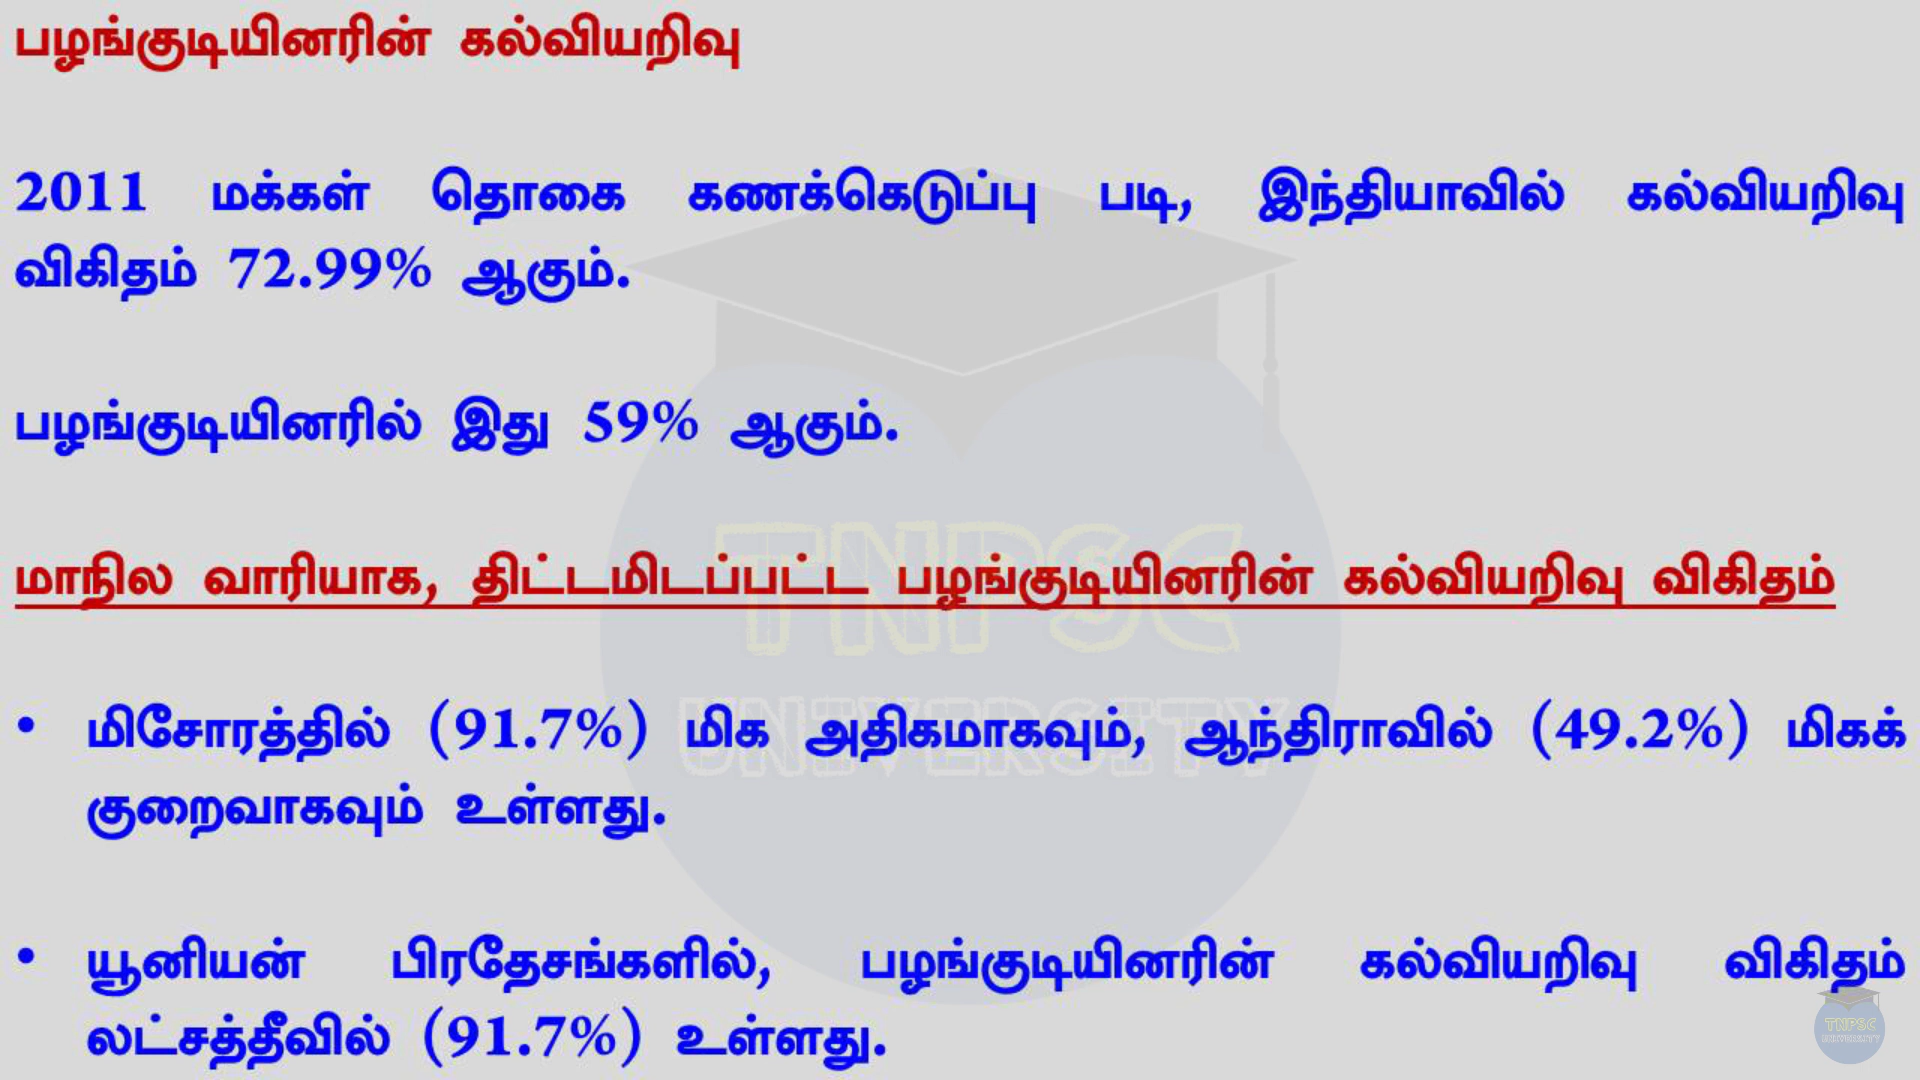 பழங்குடியினரின் கல்வியறிவு
2011 மக்கள் தொகை கணக்கெடுப்பு படி, இந்தியாவில் கல்வியறிவு
விகிதம் 72.99% ஆகும்.
பழங்குடியினரில் இது 59% ஆகும்.
TNPSC
மாநில வாரியாக, திட்டமிடப்பட்ட பழங்குடியினரின் கல்வியறிவு விகிதம்
UNIVERSITY
• மிசோரத்தில் (91.7%) மிக அதிகமாகவும், ஆந்திராவில் (49.2%) மிகக்
குறைவாகவும் உள்ளது.
• யூனியன் பிரதேசங்களில், பழங்குடியினரின் கல்வியறிவு விகிதம்
லட்சத்தீவில் (91.7%) உள்ளது.
TNPSC
UNIVERSITY